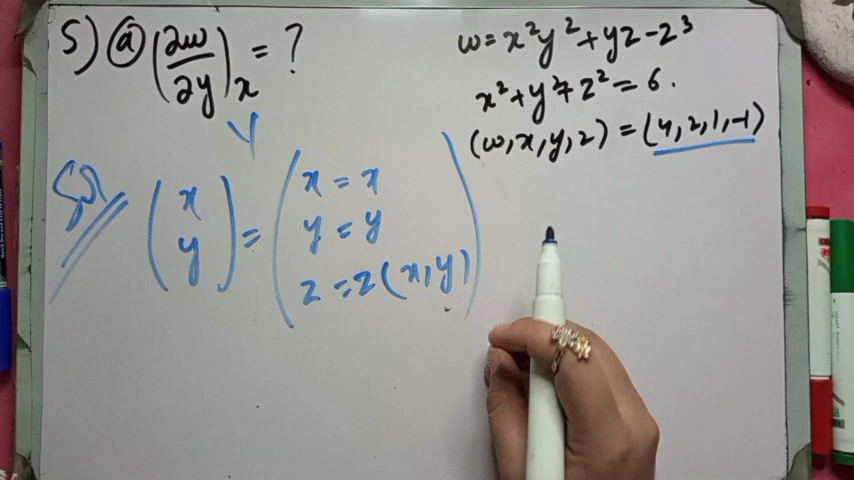 5) ⓐ (∂w/∂y)ₓ = ?
w = x²y² + yz - z³
x² + y² + z² = 6.
(w, x, y, z) = (4, 2, 1, -1)
Sol
(x y) = (x = x
y = y
z = z(x, y))